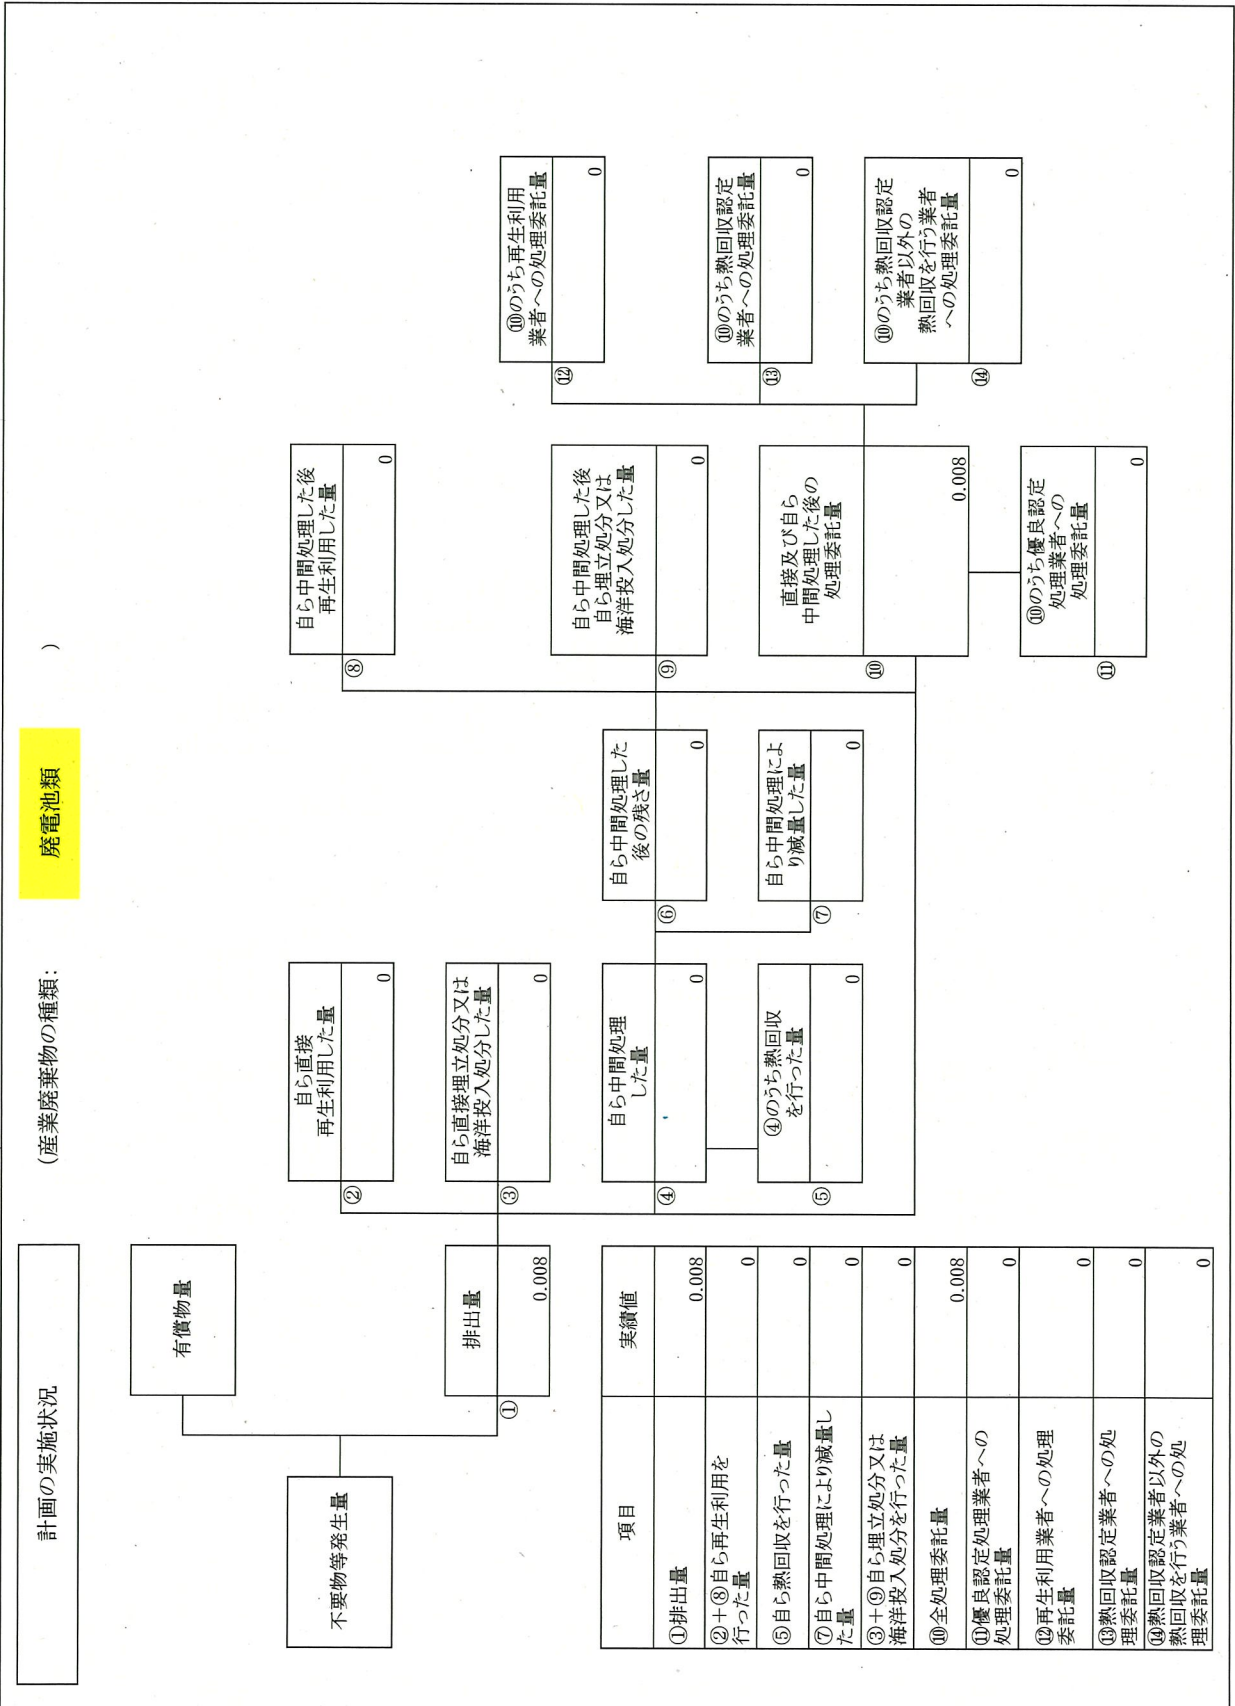 計画の実施状況
(産業廃棄物の種類: 廃電池類 )
不要物等発生量
有償物量
①
排出量
0.008
②
自ら直接
再生利用した量
0
③
自ら直接埋立処分又は
海洋投入処分した量
0
④
自ら中間処理
した量
0
⑤
④のうち熱回収
を行った量
0
⑥
自ら中間処理した
後の残さ量
0
⑦
自ら中間処理によ
り減量した量
0
⑧
自ら中間処理した後
再生利用した量
0
⑨
自ら中間処理した後
自ら埋立処分又は
海洋投入処分した量
0
⑩
直接及び自ら
中間処理した後の
処理委託量
0.008
⑪
⑩のうち優良認定
処理業者への
処理委託量
0
⑫
⑩のうち再生利用
業者への処理委託量
0
⑬
⑩のうち熱回収認定
業者への処理委託量
0
⑭
⑩のうち熱回収認定
業者以外の
熱回収を行う業者
への処理委託量
0
項目 実績値
①排出量 0.008
②+⑧自ら再生利用を
行った量 0
⑤自ら熱回収を行った量 0
⑦自ら中間処理により減量し
た量 0
③+⑨自ら埋立処分又は
海洋投入処分を行った量 0
⑩全処理委託量 0.008
⑪優良認定処理業者への
処理委託量 0
⑫再生利用業者への処理
委託量 0
⑬熱回収認定業者への処
理委託量 0
⑭熱回収認定業者以外の
熱回収を行う業者への処
理委託量 0